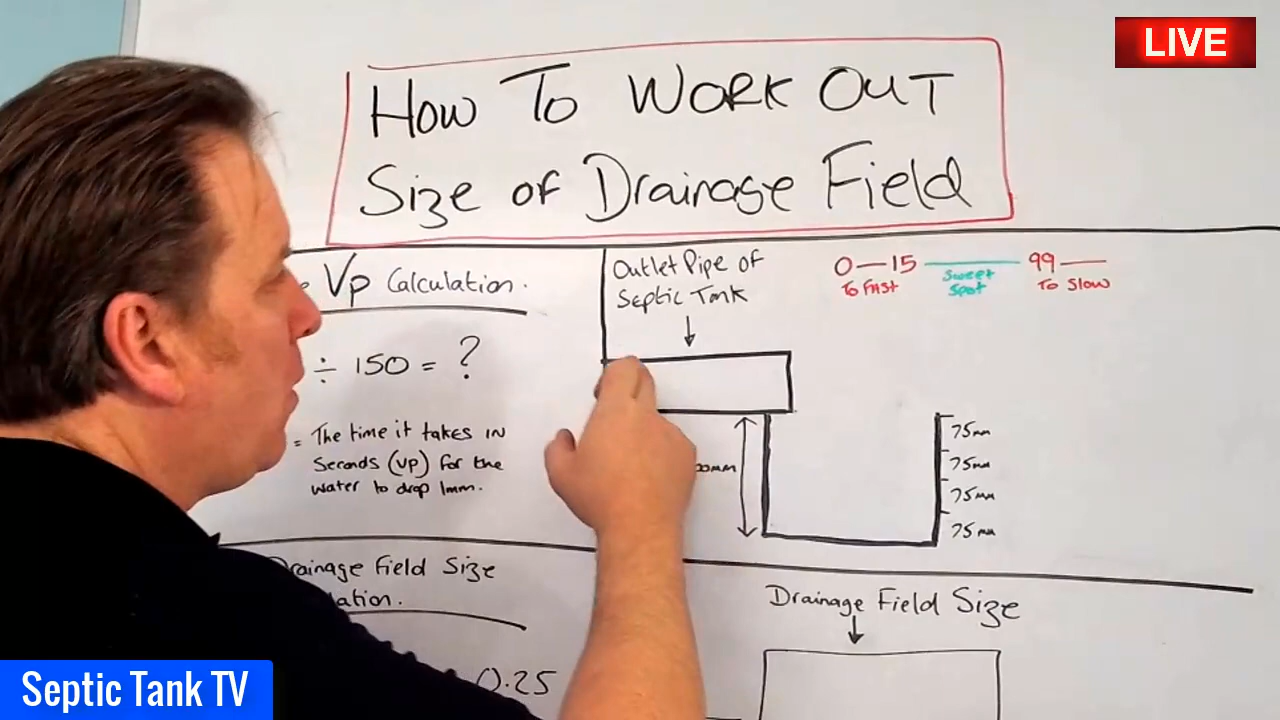 LIVE
HOW TO WORK OUT
Size of Drainage Field
Vp Calculation.
÷ 150 = ?
= The time it takes IN
Seconds (VP) for the
water to drop 1mm.
Outlet Pipe of
Septic Tank
0—15
To FAST
Sweet
Spot
99—
To SLOW
75mm
75mm
75mm
75mm
Drainage Field Size
0.25
Drainage Field Size
Septic Tank TV